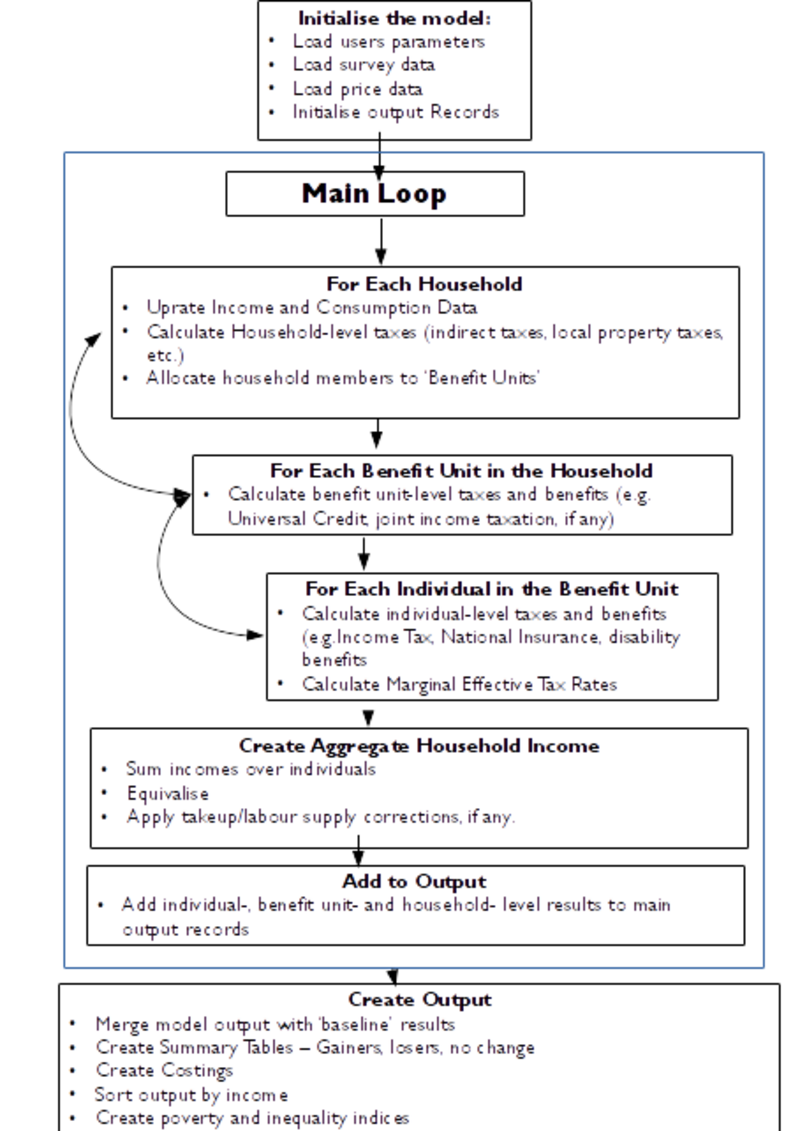 Initialise the model:
• Load users parameters
• Load survey data
• Load price data
• Initialise output Records
Main Loop
For Each Household
• Uprate Income and Consumption Data
• Calculate Household-level taxes (indirect taxes, local property taxes,
etc.)
• Allocate household members to ‘Benefit Units’
For Each Benefit Unit in the Household
• Calculate benefit unit-level taxes and benefits (e.g.
Universal Credit, joint income taxation, if any)
For Each Individual in the Benefit Unit
• Calculate individual-level taxes and benefits
(e.g.Income Tax, National Insurance, disability
benefits
• Calculate Marginal Effective Tax Rates
Create Aggregate Household Income
• Sum incomes over individuals
• Equivalise
• Apply takeup/labour supply corrections, if any.
Add to Output
• Add individual-, benefit unit- and household- level results to main
output records
Create Output
• Merge model output with ‘baseline’ results
• Create Summary Tables – Gainers, losers, no change
• Create Costings
• Sort output by income
• Create poverty and inequality indices